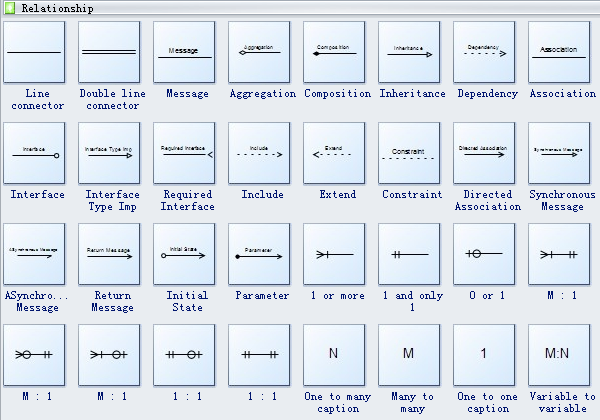 Relationship
Message
Aggregation
Composition
Inheritance
Dependency
Association
Line connector
Double line connector
Message
Aggregation
Composition
Inheritance
Dependency
Association
Interface
Interface Type Imp
Required Interface
Include
Extend
Constraint
Directed Association
Synchronous Message
Interface
Interface Type Imp
Required Interface
Include
Extend
Constraint
Directed Association
Synchronous Message
ASynchronous Message
Return Message
Initial State
Parameter
ASynchro... Message
Return Message
Initial State
Parameter
1 or more
1 and only 1
0 or 1
M : 1
N
M
1
M:N
M : 1
M : 1
1 : 1
1 : 1
One to many caption
Many to many
One to one caption
Variable to variable